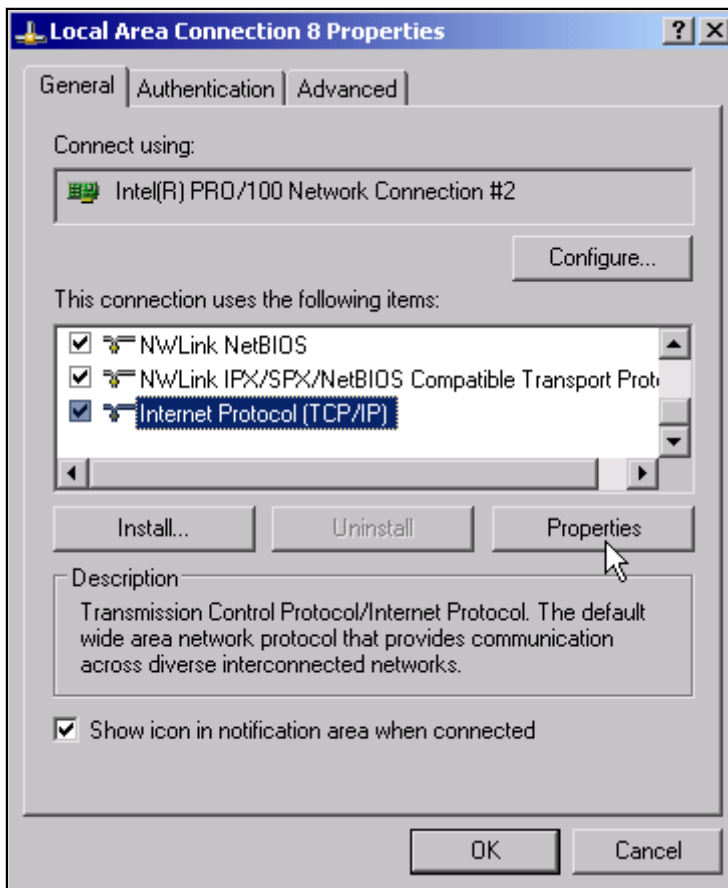 Local Area Connection 8 Properties
General Authentication Advanced
Connect using:
Intel(R) PRO/100 Network Connection #2
Configure...
This connection uses the following items:
NWLink NetBIOS
NWLink IPX/SPX/NetBIOS Compatible Transport Proto
Internet Protocol (TCP/IP)
Install... Uninstall Properties
Description
Transmission Control Protocol/Internet Protocol. The default
wide area network protocol that provides communication
across diverse interconnected networks.
Show icon in notification area when connected
OK Cancel